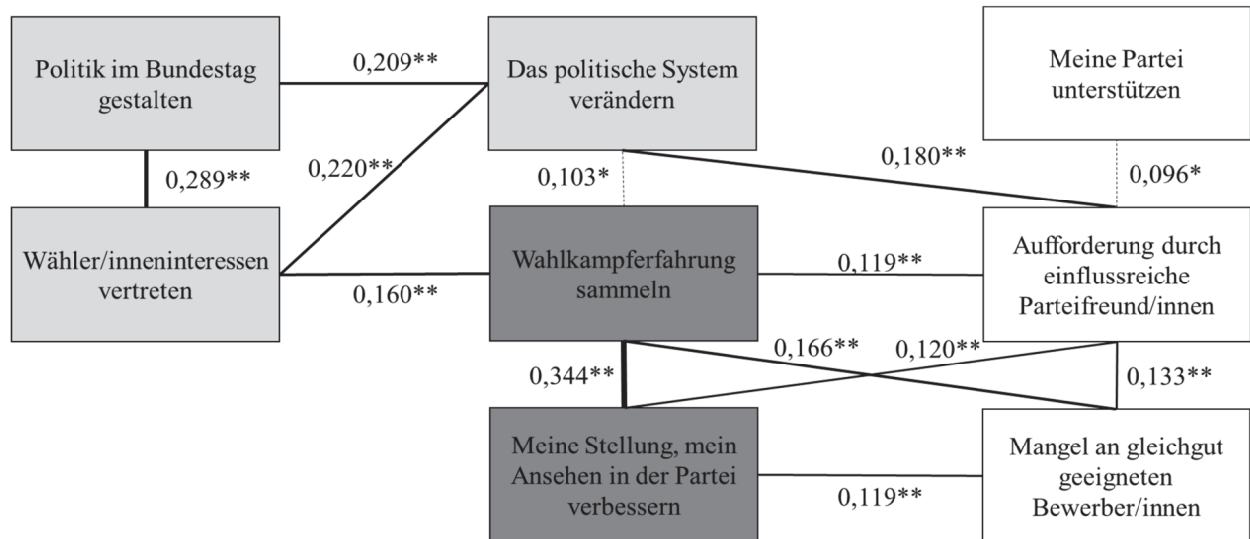 Politik im Bundestag
gestalten
0,209**
Das politische System
verändern
Meine Partei
unterstützen
0,289**
0,220**
0,103*
0,180**
0,096*
Wähler/inneninteressen
vertreten
0,160**
Wahlkampferfahrung
sammeln
0,119**
Aufforderung durch
einflussreiche
Parteifreund/innen
0,344**
0,166**
0,120**
0,133**
Meine Stellung, mein
Ansehen in der Partei
verbessern
0,119**
Mangel an gleichgut
geeigneten
Bewerber/innen